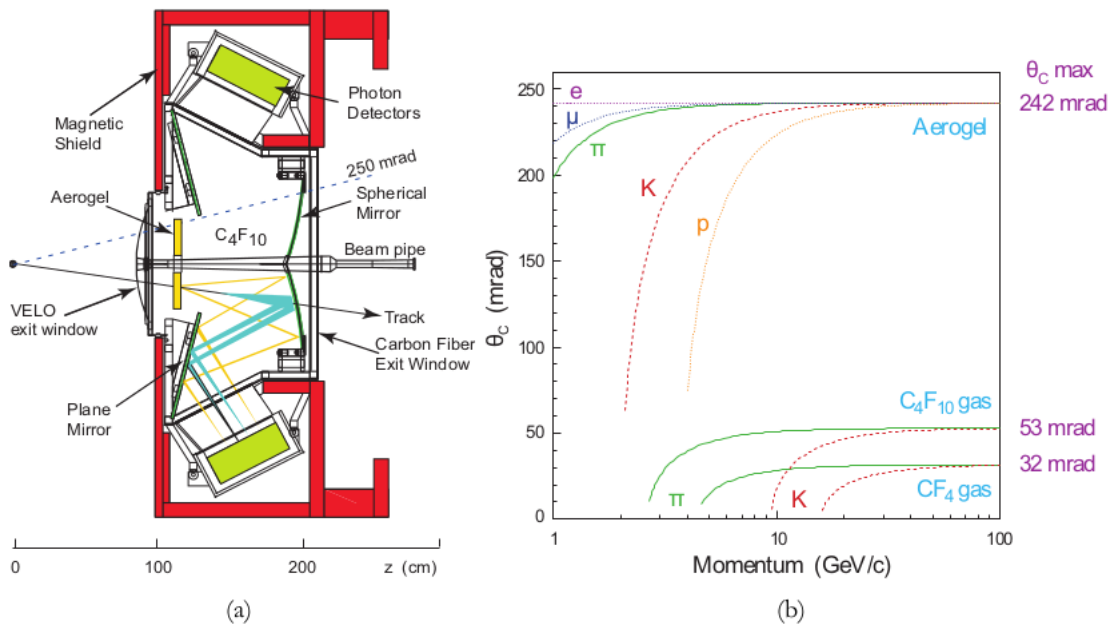 Magnetic
Shield
Photon
Detectors
250 mrad
Aerogel
Spherical
Mirror
C₄F₁₀
Beam pipe
VELO
exit window
Track
Carbon Fiber
Exit Window
Plane
Mirror
0
100
200
z (cm)
(a)
θ_C (mrad)
250
200
150
100
50
0
e
μ
π
K
p
Aerogel
θ_C max
242 mrad
C₄F₁₀ gas
53 mrad
32 mrad
CF₄ gas
π
K
1
10
100
Momentum (GeV/c)
(b)